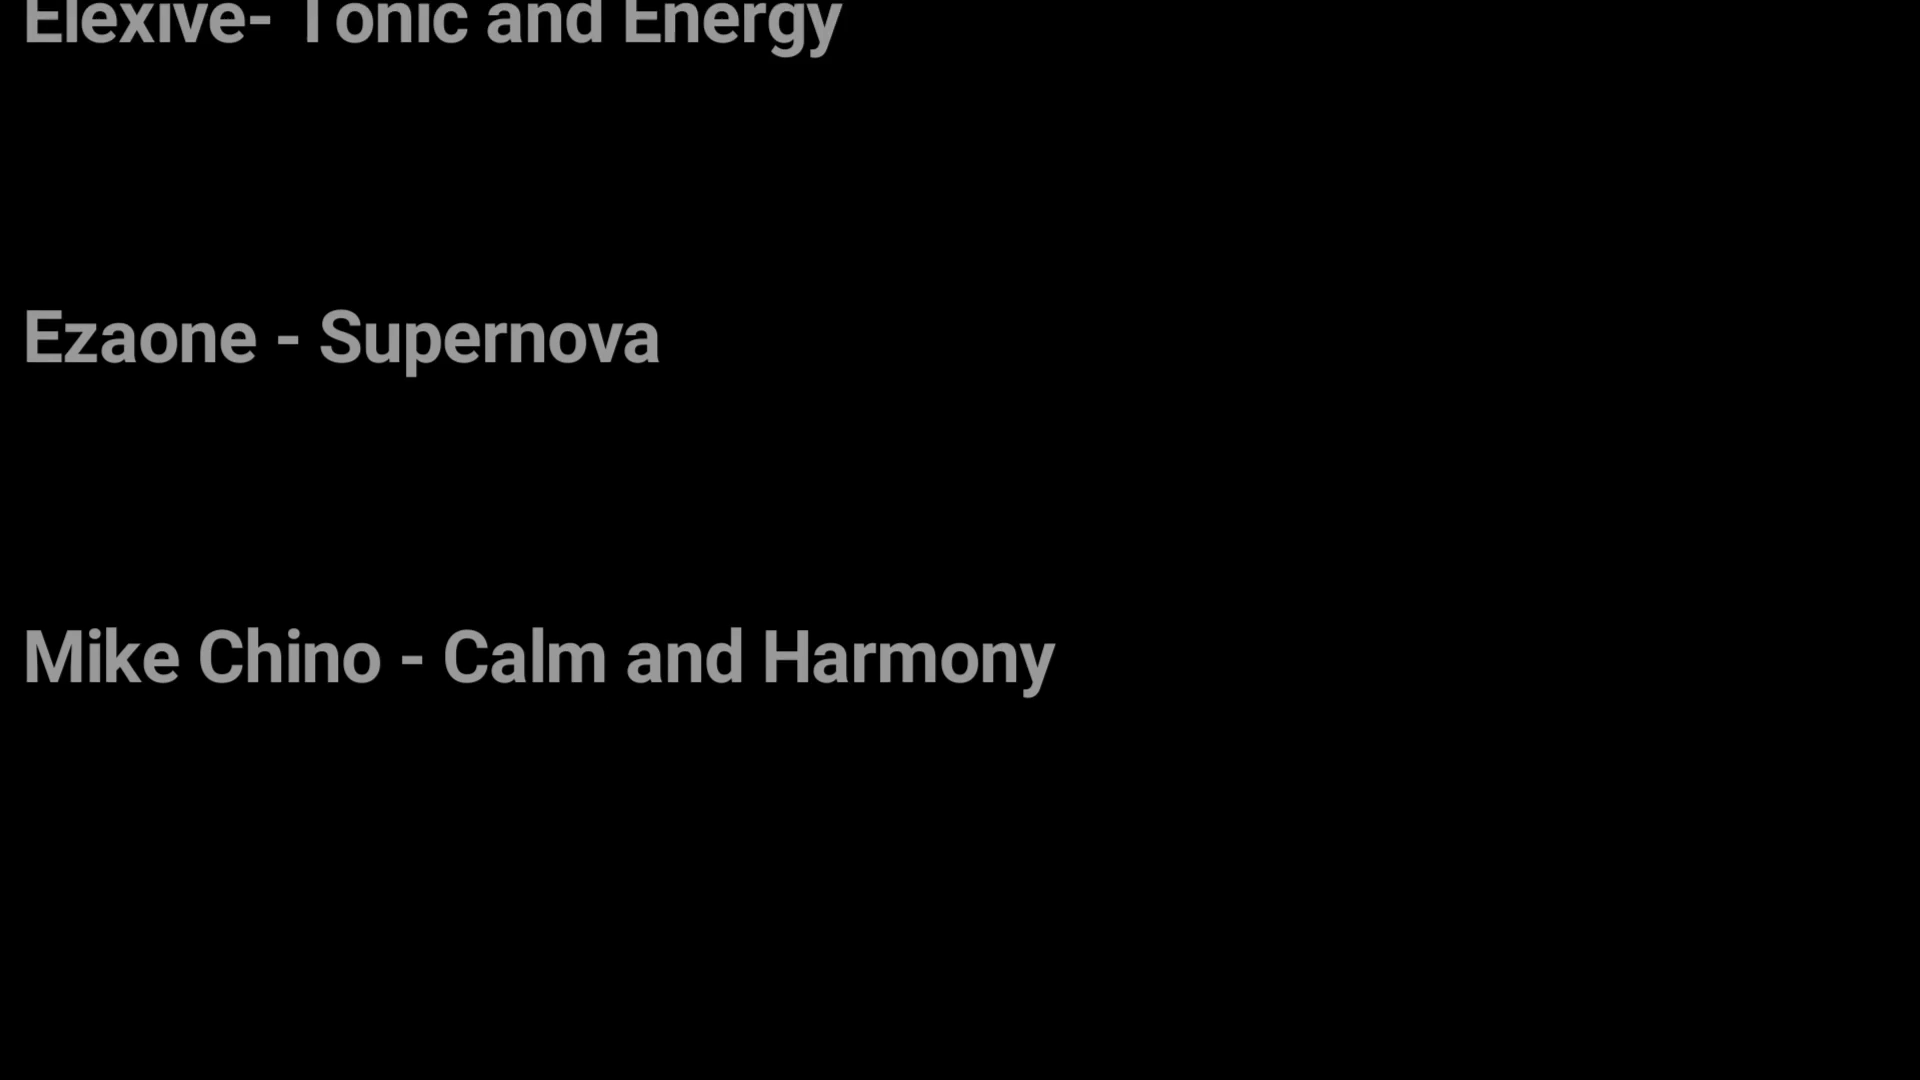 Elexive- Tonic and Energy
Ezaone - Supernova
Mike Chino - Calm and Harmony